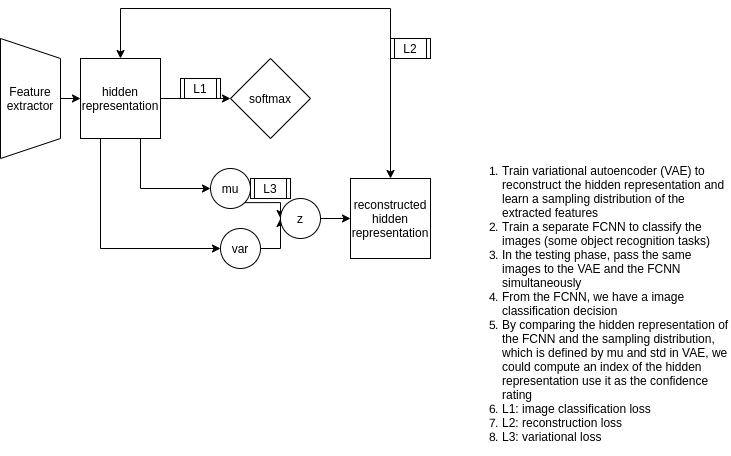 L2
Feature
extractor
hidden
representation
L1
softmax
mu
L3
z
var
reconstructed
hidden
representation
1. Train variational autoencoder (VAE) to
reconstruct the hidden representation and
learn a sampling distribution of the
extracted features
2. Train a separate FCNN to classify the
images (some object recognition tasks)
3. In the testing phase, pass the same
images to the VAE and the FCNN
simultaneously
4. From the FCNN, we have a image
classification decision
5. By comparing the hidden representation of
the FCNN and the sampling distribution,
which is defined by mu and std in VAE, we
could compute an index of the hidden
representation use it as the confidence
rating
6. L1: image classification loss
7. L2: reconstruction loss
8. L3: variational loss